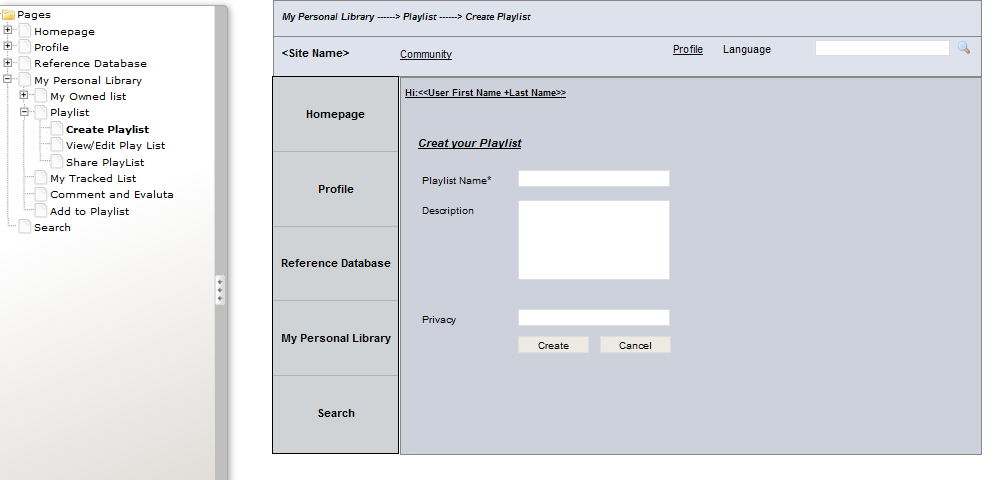 Pages
Homepage
Profile
Reference Database
My Personal Library
My Owned list
Playlist
Create Playlist
View/Edit Play List
Share PlayList
My Tracked List
Comment and Evaluta
Add to Playlist
Search
My Personal Library ------> Playlist ------> Create Playlist
<Site Name> Community Profile Language
Hi:<<User First Name +Last Name>>
Homepage
Profile
Reference Database
My Personal Library
Search
Creat your Playlist
Playlist Name*
Description
Privacy
Create Cancel